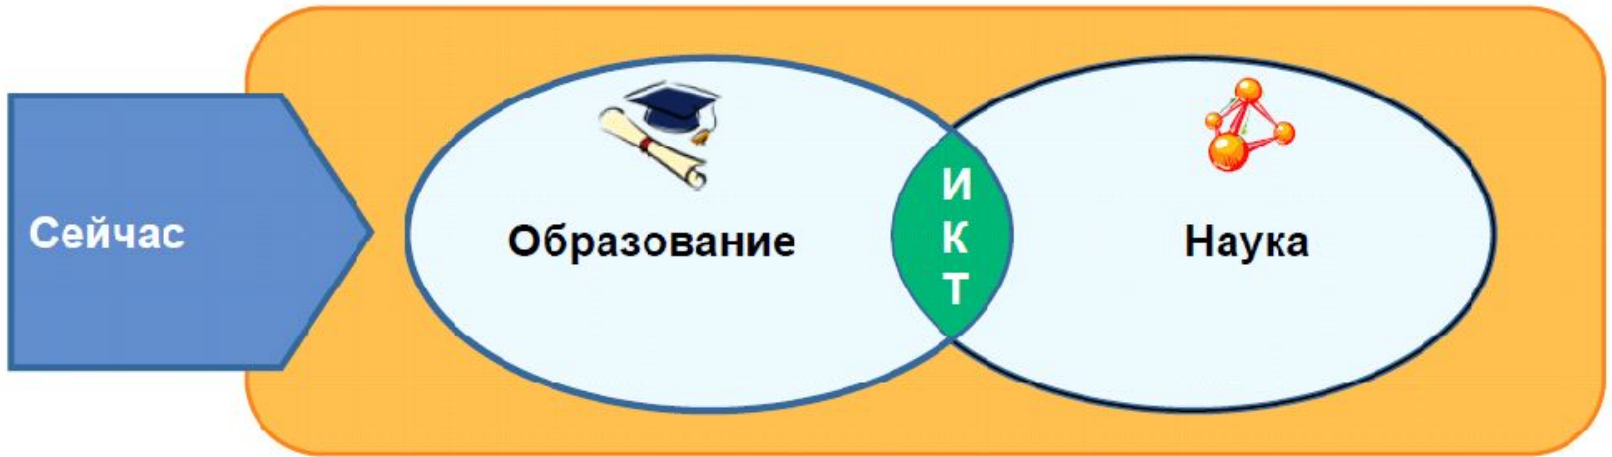 Сейчас
Образование
И
К
Т
Наука